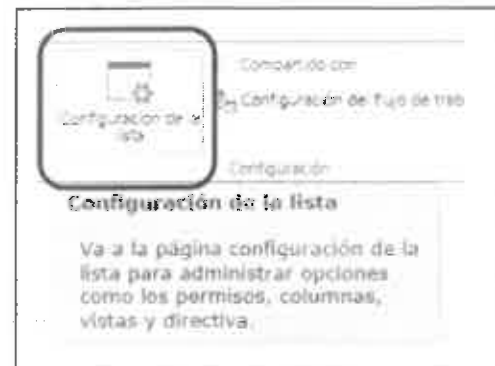 Compartido con
Configuración del flujo de trab
Configuración de la
lista
Configuración
Configuración de la lista
Va a la página configuración de la
lista para administrar opciones
como los permisos, columnas,
vistas y directiva.